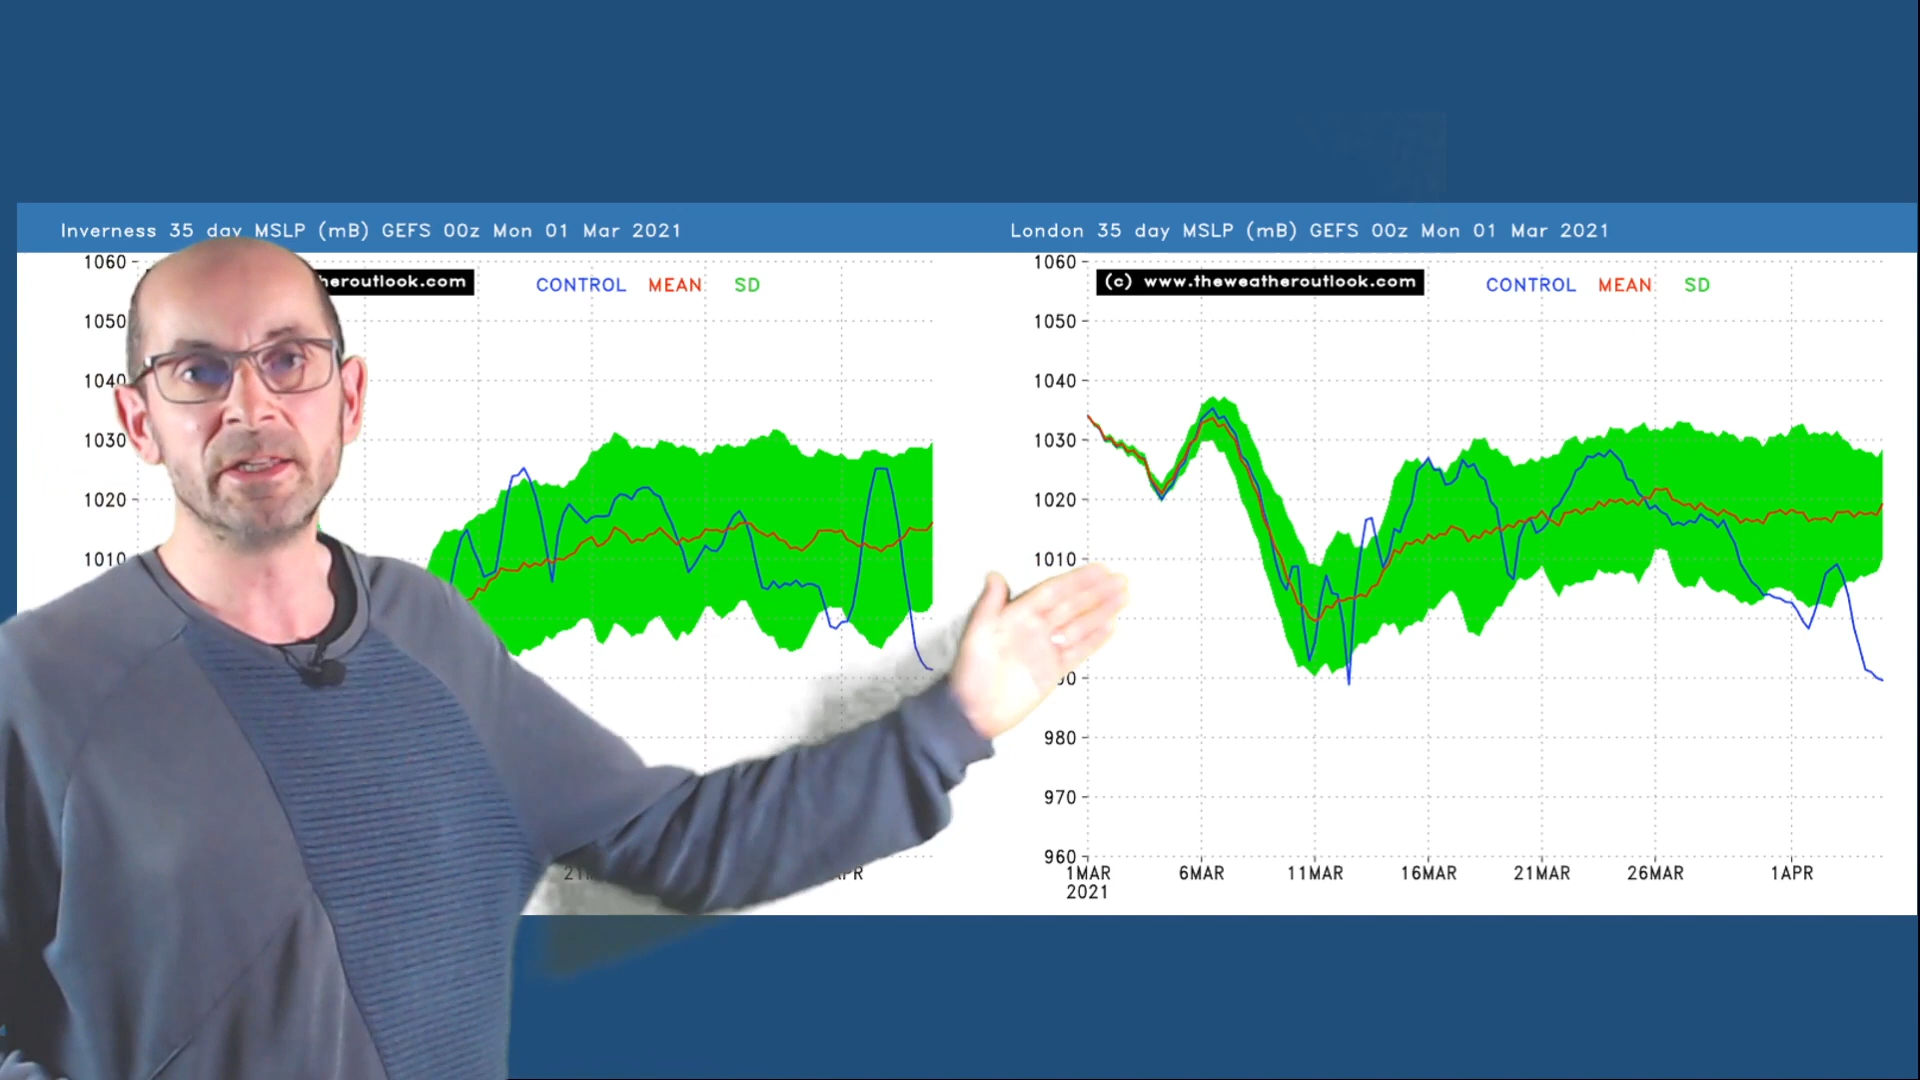 Inverness 35 day MSLP (mB) GEFS 00z Mon 01 Mar 2021
London 35 day MSLP (mB) GEFS 00z Mon 01 Mar 2021
1060
heroutlook.com
CONTROL MEAN SD
1050
1040
1030
1020
1010
1060
(c) www.theweatheroutlook.com
CONTROL MEAN SD
1050
1040
1030
1020
1010
980
970
960
1MAR 6MAR 11MAR 16MAR 21MAR 26MAR 1APR
2021